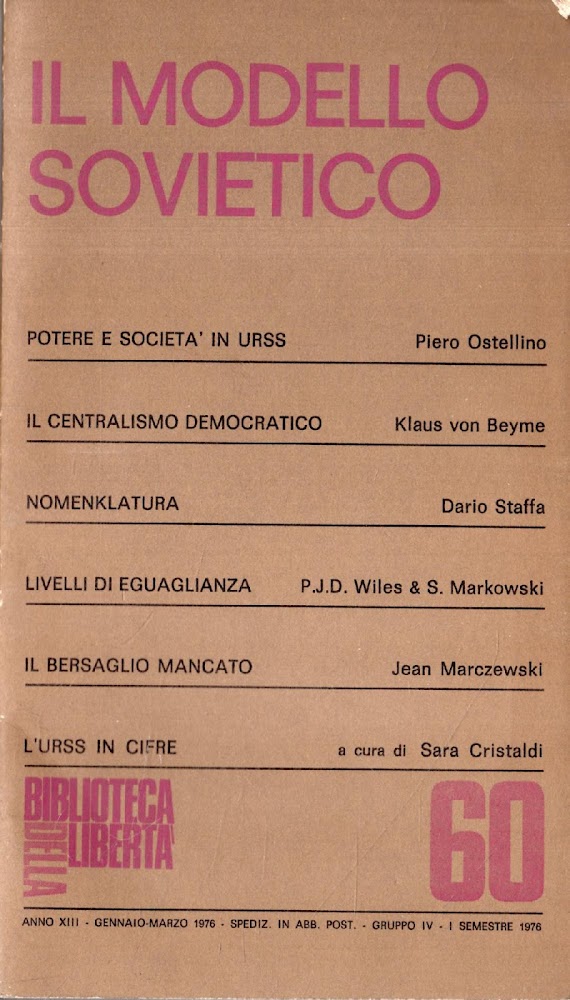 IL MODELLO
SOVIETICO
POTERE E SOCIETA' IN URSS Piero Ostellino
IL CENTRALISMO DEMOCRATICO Klaus von Beyme
NOMENKLATURA Dario Staffa
LIVELLI DI EGUAGLIANZA P.J.D. Wiles & S. Markowski
IL BERSAGLIO MANCATO Jean Marczewski
L'URSS IN CIFRE a cura di Sara Cristaldi
BIBLIOTECA
DELLA
LIBERTA'
60
ANNO XIII - GENNAIO-MARZO 1976 - SPEDIZ. IN ABB. POST. - GRUPPO IV - I SEMESTRE 1976